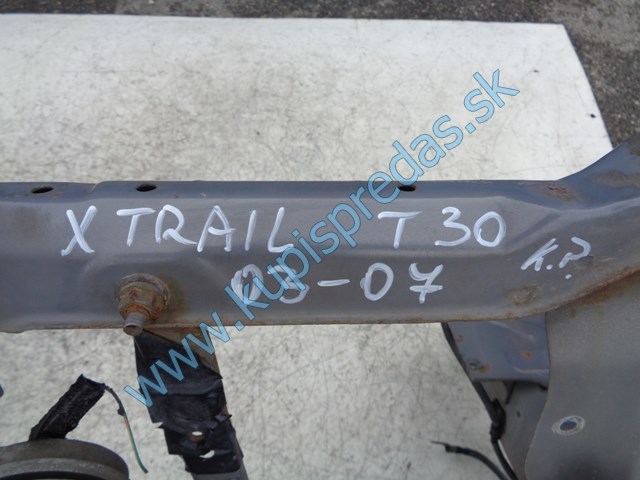 X TRAIL T30
03-07
K.P.
www.kupispredas.sk